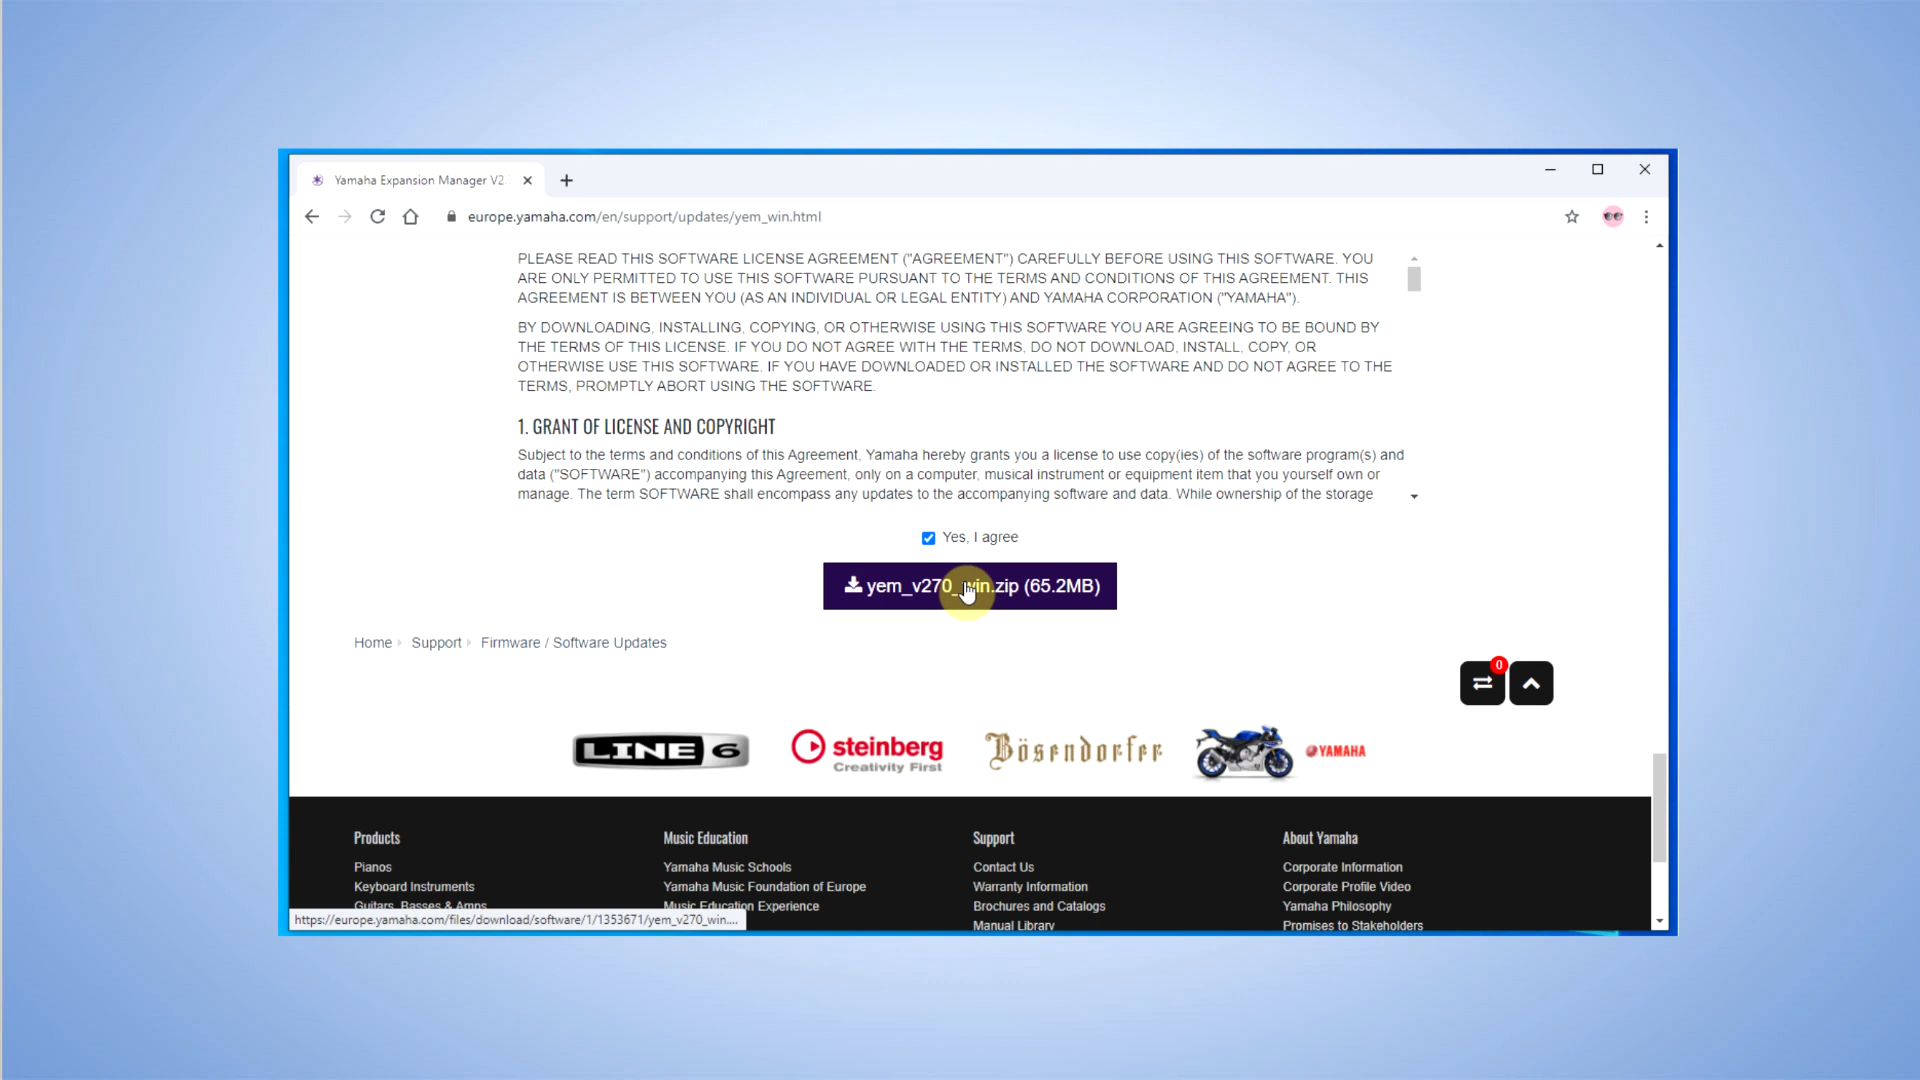 Yamaha Expansion Manager V2.
europe.yamaha.com/en/support/updates/yem_win.html
PLEASE READ THIS SOFTWARE LICENSE AGREEMENT ("AGREEMENT") CAREFULLY BEFORE USING THIS SOFTWARE. YOU
ARE ONLY PERMITTED TO USE THIS SOFTWARE PURSUANT TO THE TERMS AND CONDITIONS OF THIS AGREEMENT. THIS
AGREEMENT IS BETWEEN YOU (AS AN INDIVIDUAL OR LEGAL ENTITY) AND YAMAHA CORPORATION ("YAMAHA").
BY DOWNLOADING, INSTALLING, COPYING, OR OTHERWISE USING THIS SOFTWARE YOU ARE AGREEING TO BE BOUND BY
THE TERMS OF THIS LICENSE. IF YOU DO NOT AGREE WITH THE TERMS, DO NOT DOWNLOAD, INSTALL, COPY, OR
OTHERWISE USE THIS SOFTWARE. IF YOU HAVE DOWNLOADED OR INSTALLED THE SOFTWARE AND DO NOT AGREE TO THE
TERMS, PROMPTLY ABORT USING THE SOFTWARE.
1. GRANT OF LICENSE AND COPYRIGHT
Subject to the terms and conditions of this Agreement, Yamaha hereby grants you a license to use copy(ies) of the software program(s) and
data ("SOFTWARE") accompanying this Agreement, only on a computer, musical instrument or equipment item that you yourself own or
manage. The term SOFTWARE shall encompass any updates to the accompanying software and data. While ownership of the storage
Yes, I agree
yem_v270_win.zip (65.2MB)
Home Support Firmware / Software Updates
0
LINE 6
steinberg
Creativity First
Bösendorfer
YAMAHA
Products Music Education Support About Yamaha
Pianos Yamaha Music Schools Contact Us Corporate Information
Keyboard Instruments Yamaha Music Foundation of Europe Warranty Information Corporate Profile Video
Guitars, Basses & Amps Music Education Experience Brochures and Catalogs Yamaha Philosophy
https://europe.yamaha.com/files/download/software/1/1353671/yem_v270_win.... Manual Library Promises to Stakeholders